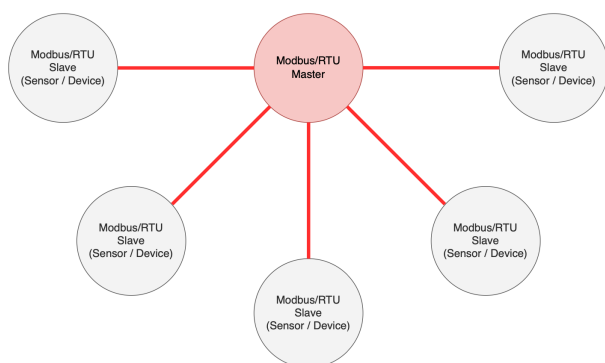 Modbus/RTU
Slave
(Sensor / Device)
Modbus/RTU
Master
Modbus/RTU
Slave
(Sensor / Device)
Modbus/RTU
Slave
(Sensor / Device)
Modbus/RTU
Slave
(Sensor / Device)
Modbus/RTU
Slave
(Sensor / Device)